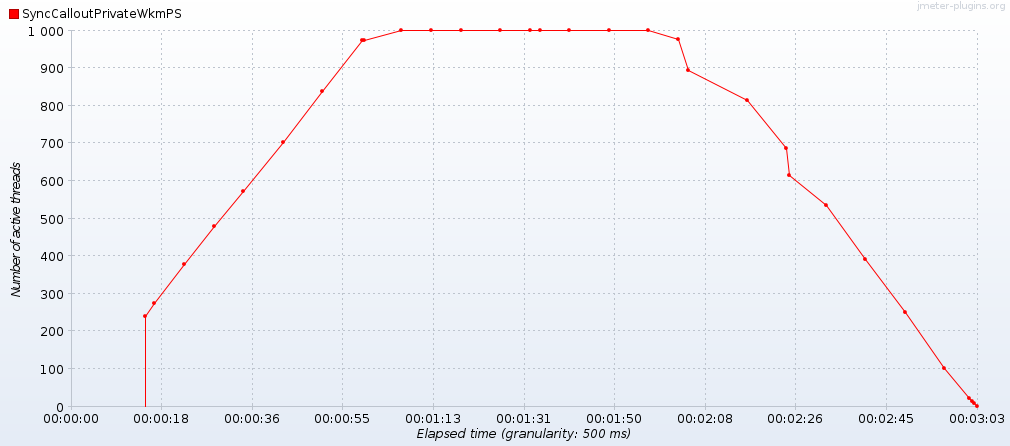 jmeter-plugins.org
SyncCalloutPrivateWkmPS
1 000
900
800
700
600
500
400
300
200
100
0
Number of active threads
00:00:00 00:00:18 00:00:36 00:00:55 00:01:13 00:01:31 00:01:50 00:02:08 00:02:26 00:02:45 00:03:03
Elapsed time (granularity: 500 ms)